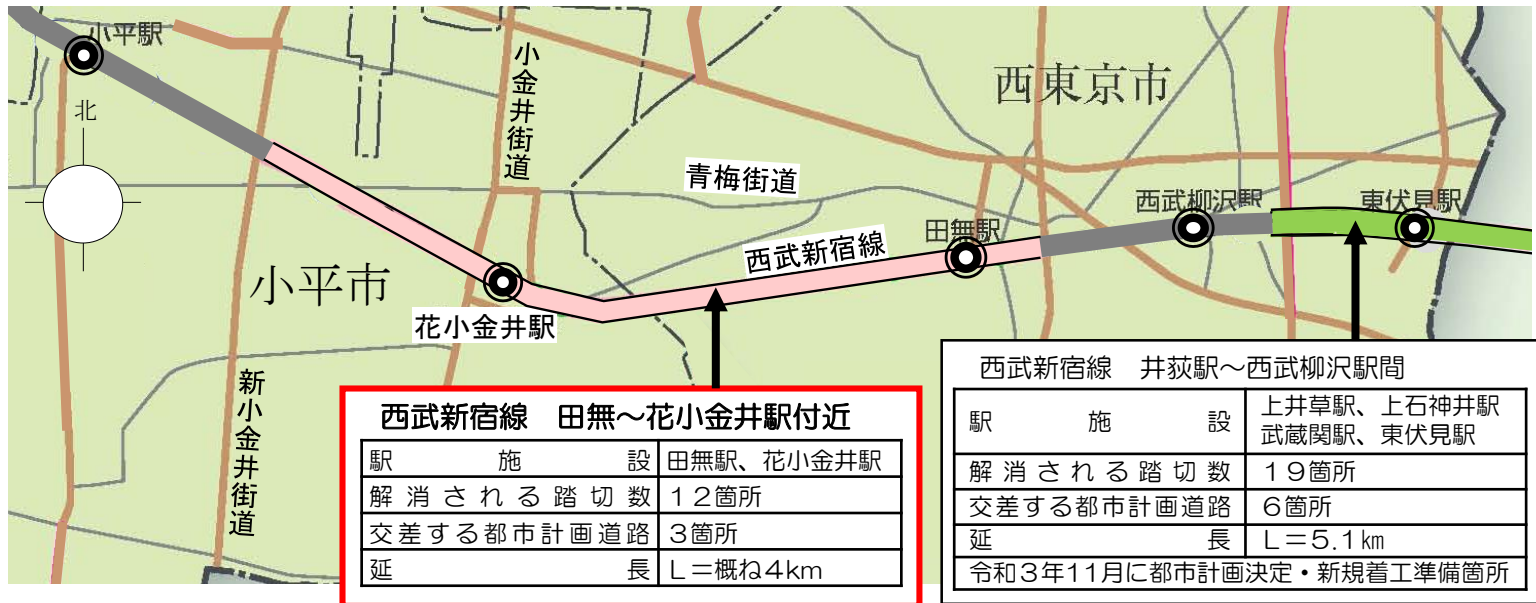 小平駅
北
小金井街道
西東京市
青梅街道
西武柳沢駅
東伏見駅
田無駅
西武新宿線
小平市
花小金井駅
新小金井街道
西武新宿線 田無～花小金井駅付近
駅施設 田無駅、花小金井駅
解消される踏切数 12箇所
交差する都市計画道路 3箇所
延長 L=概ね4km
西武新宿線 井荻駅～西武柳沢駅間
駅施設 上井草駅、上石神井駅
武蔵関駅、東伏見駅
解消される踏切数 19箇所
交差する都市計画道路 6箇所
延長 L=5.1㎞
令和3年11月に都市計画決定・新規着工準備箇所